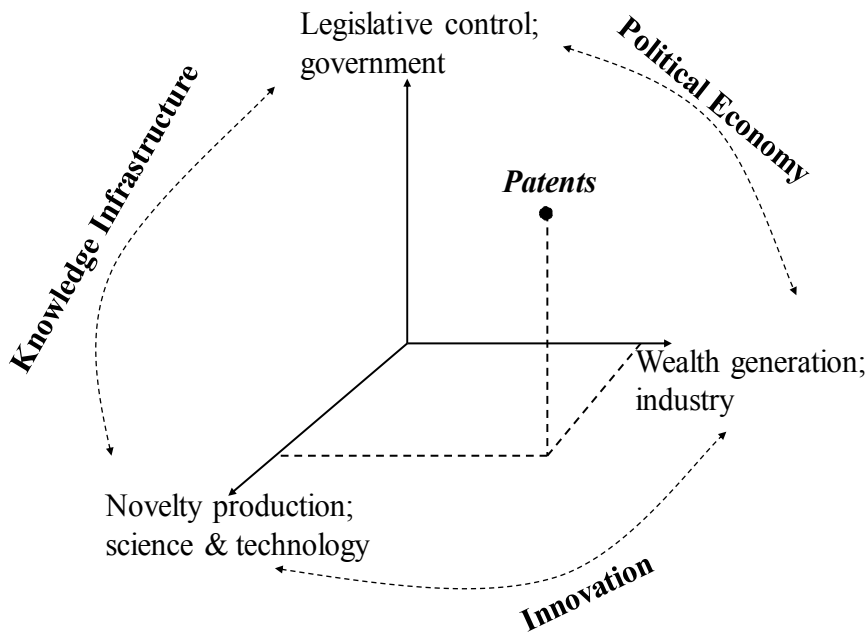 Legislative control;
government
Political Economy
Knowledge Infrastructure
Patents
Wealth generation;
industry
Novelty production;
science & technology
Innovation